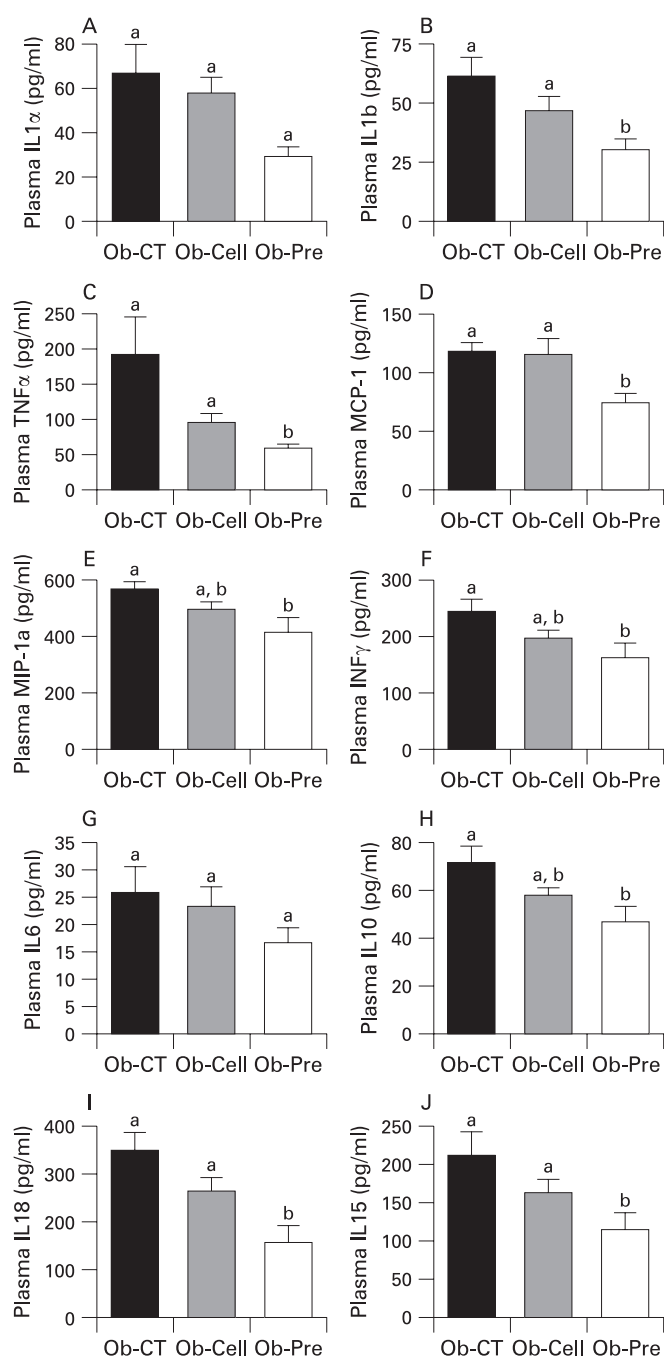 A
Plasma IL1α (pg/ml)
80
60
40
20
0
a
a
a
Ob-CT Ob-Cell Ob-Pre
B
Plasma IL1b (pg/ml)
75
50
25
0
a
a
b
Ob-CT Ob-Cell Ob-Pre
C
Plasma TNFα (pg/ml)
250
200
150
100
50
0
a
a
b
Ob-CT Ob-Cell Ob-Pre
D
Plasma MCP-1 (pg/ml)
150
100
50
0
a
a
b
Ob-CT Ob-Cell Ob-Pre
E
Plasma MIP-1a (pg/ml)
600
400
200
0
a
a, b
b
Ob-CT Ob-Cell Ob-Pre
F
Plasma INFγ (pg/ml)
300
200
100
0
a
a, b
b
Ob-CT Ob-Cell Ob-Pre
G
Plasma IL6 (pg/ml)
35
30
25
20
15
10
5
0
a
a
a
Ob-CT Ob-Cell Ob-Pre
H
Plasma IL10 (pg/ml)
80
60
40
20
0
a
a, b
b
Ob-CT Ob-Cell Ob-Pre
I
Plasma IL18 (pg/ml)
400
300
200
100
0
a
a
b
Ob-CT Ob-Cell Ob-Pre
J
Plasma IL15 (pg/ml)
250
200
150
100
50
0
a
a
b
Ob-CT Ob-Cell Ob-Pre